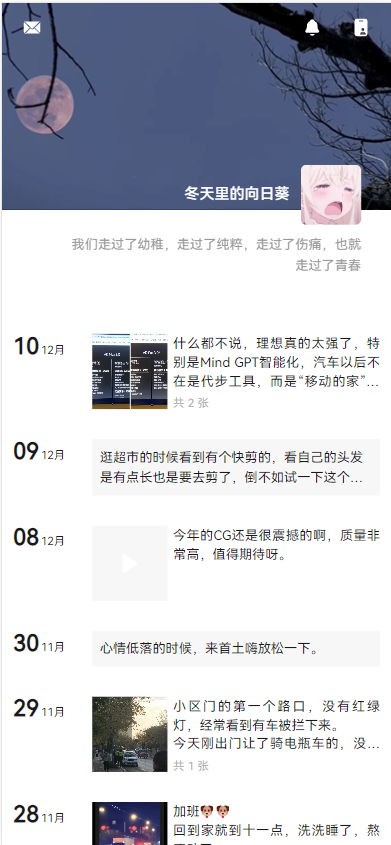 冬天里的向日葵
我们走过了幼稚，走过了纯粹，走过了伤痛，也就
走过了青春
10 12月
什么都不说，理想真的太强了，特
别是Mind GPT智能化，汽车以后不
在是代步工具，而是“移动的家”...
共 2 张
09 12月
逛超市的时候看到有个快剪的，看自己的头发
是有点长也是要去剪了，倒不如试一下这个...
08 12月
今年的CG还是很震撼的啊，质量非
常高，值得期待呀。
30 11月
心情低落的时候，来首土嗨放松一下。
29 11月
小区门的第一个路口，没有红绿
灯，经常看到有车被拦下来。
今天刚出门让了骑电瓶车的，没...
共 1 张
28 11月
加班🐶🐶
回到家就到十一点，洗洗睡了，熬